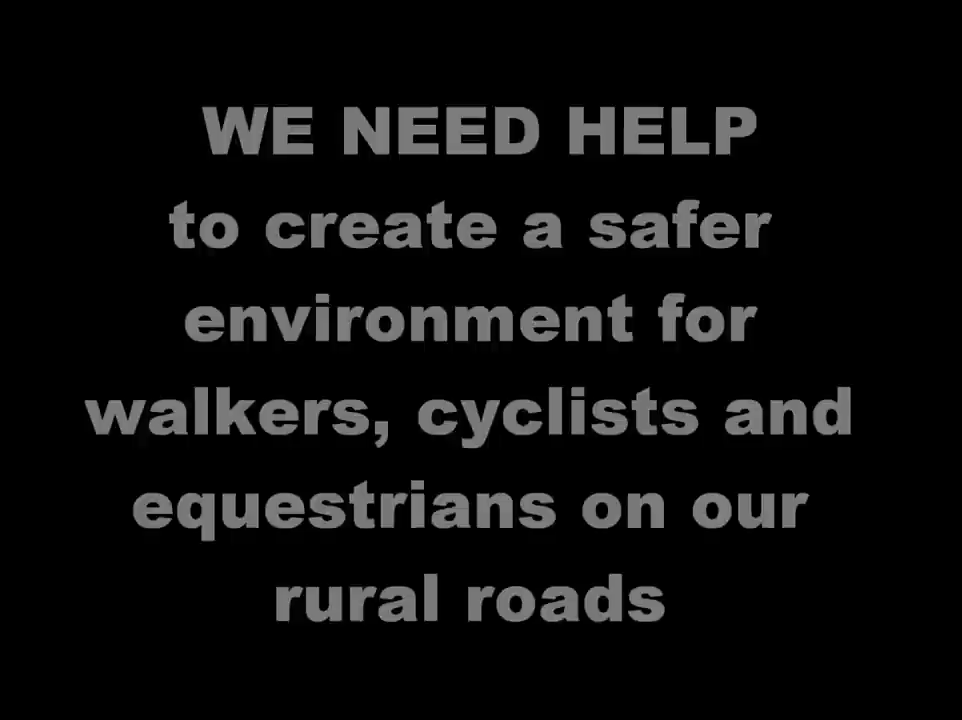 WE NEED HELP
to create a safer
environment for
walkers, cyclists and
equestrians on our
rural roads